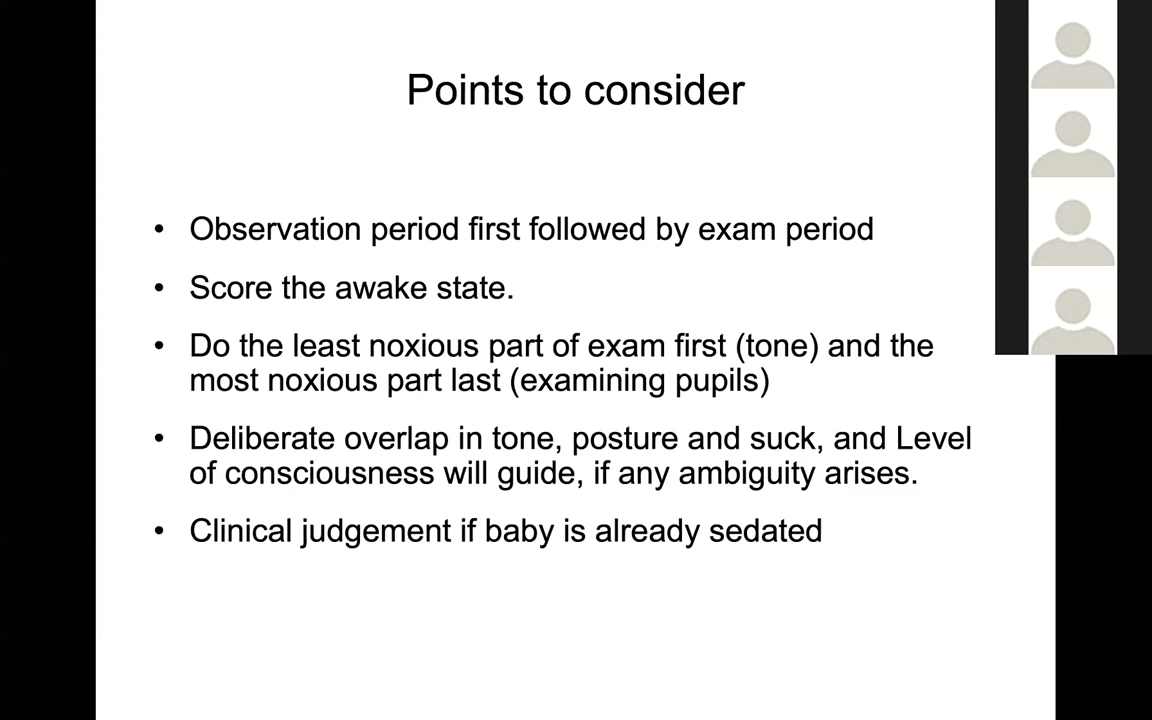 Points to consider
• Observation period first followed by exam period
• Score the awake state.
• Do the least noxious part of exam first (tone) and the
most noxious part last (examining pupils)
• Deliberate overlap in tone, posture and suck, and Level
of consciousness will guide, if any ambiguity arises.
• Clinical judgement if baby is already sedated